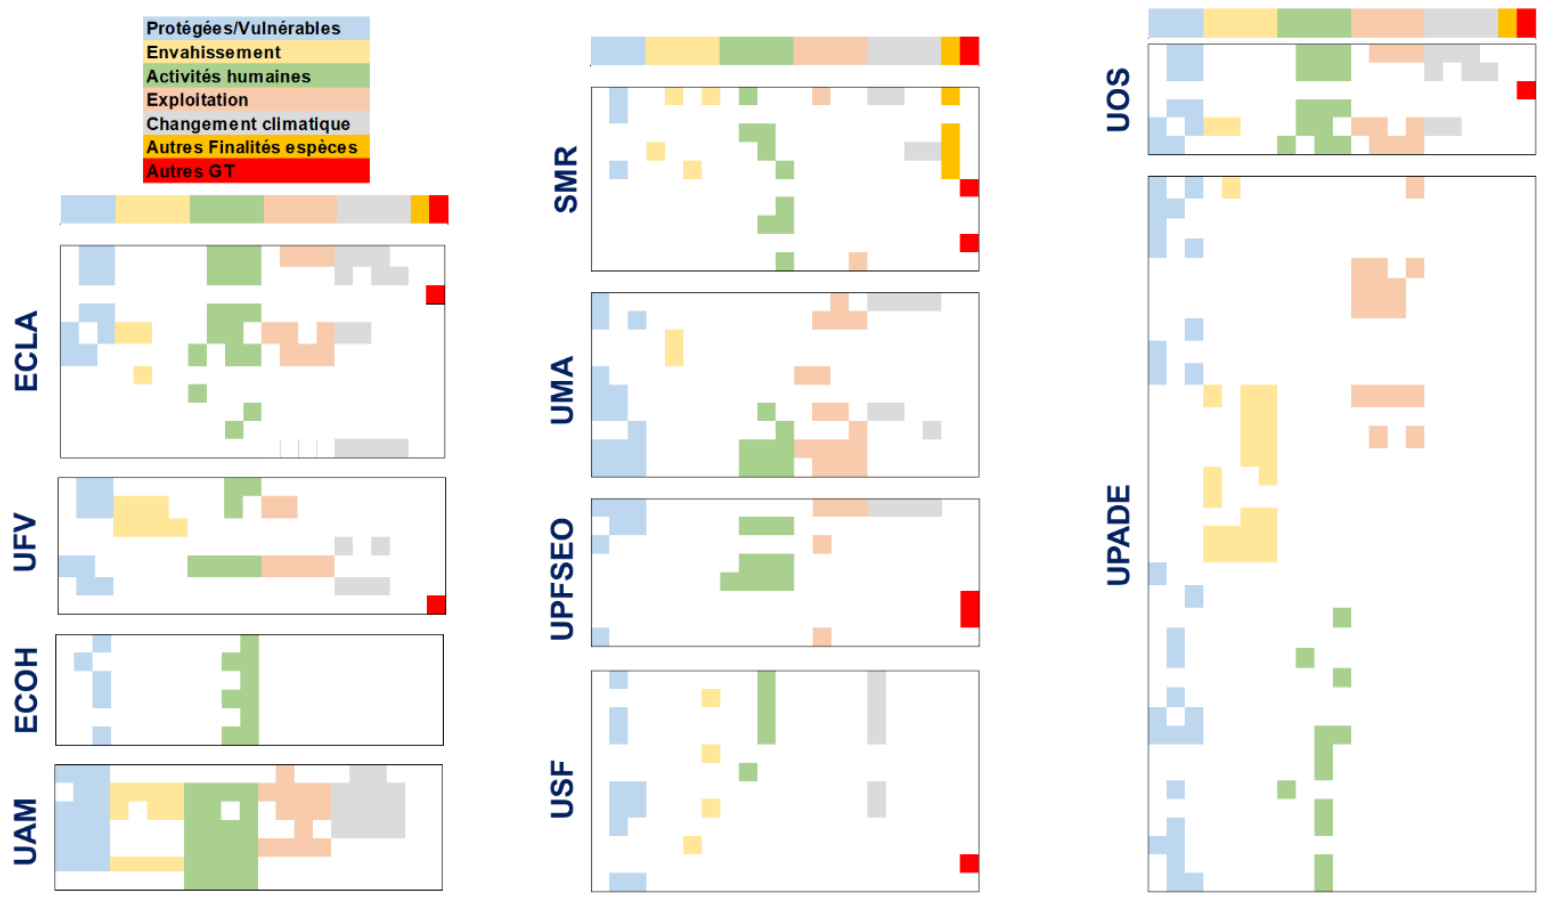 Protégées/Vulnérables
Envahissement
Activités humaines
Exploitation
Changement climatique
Autres Finalités espèces
Autres GT
ECLA
UFV
ECOH
UAM
SMR
UMA
UPFSEO
USF
UOS
UPADE